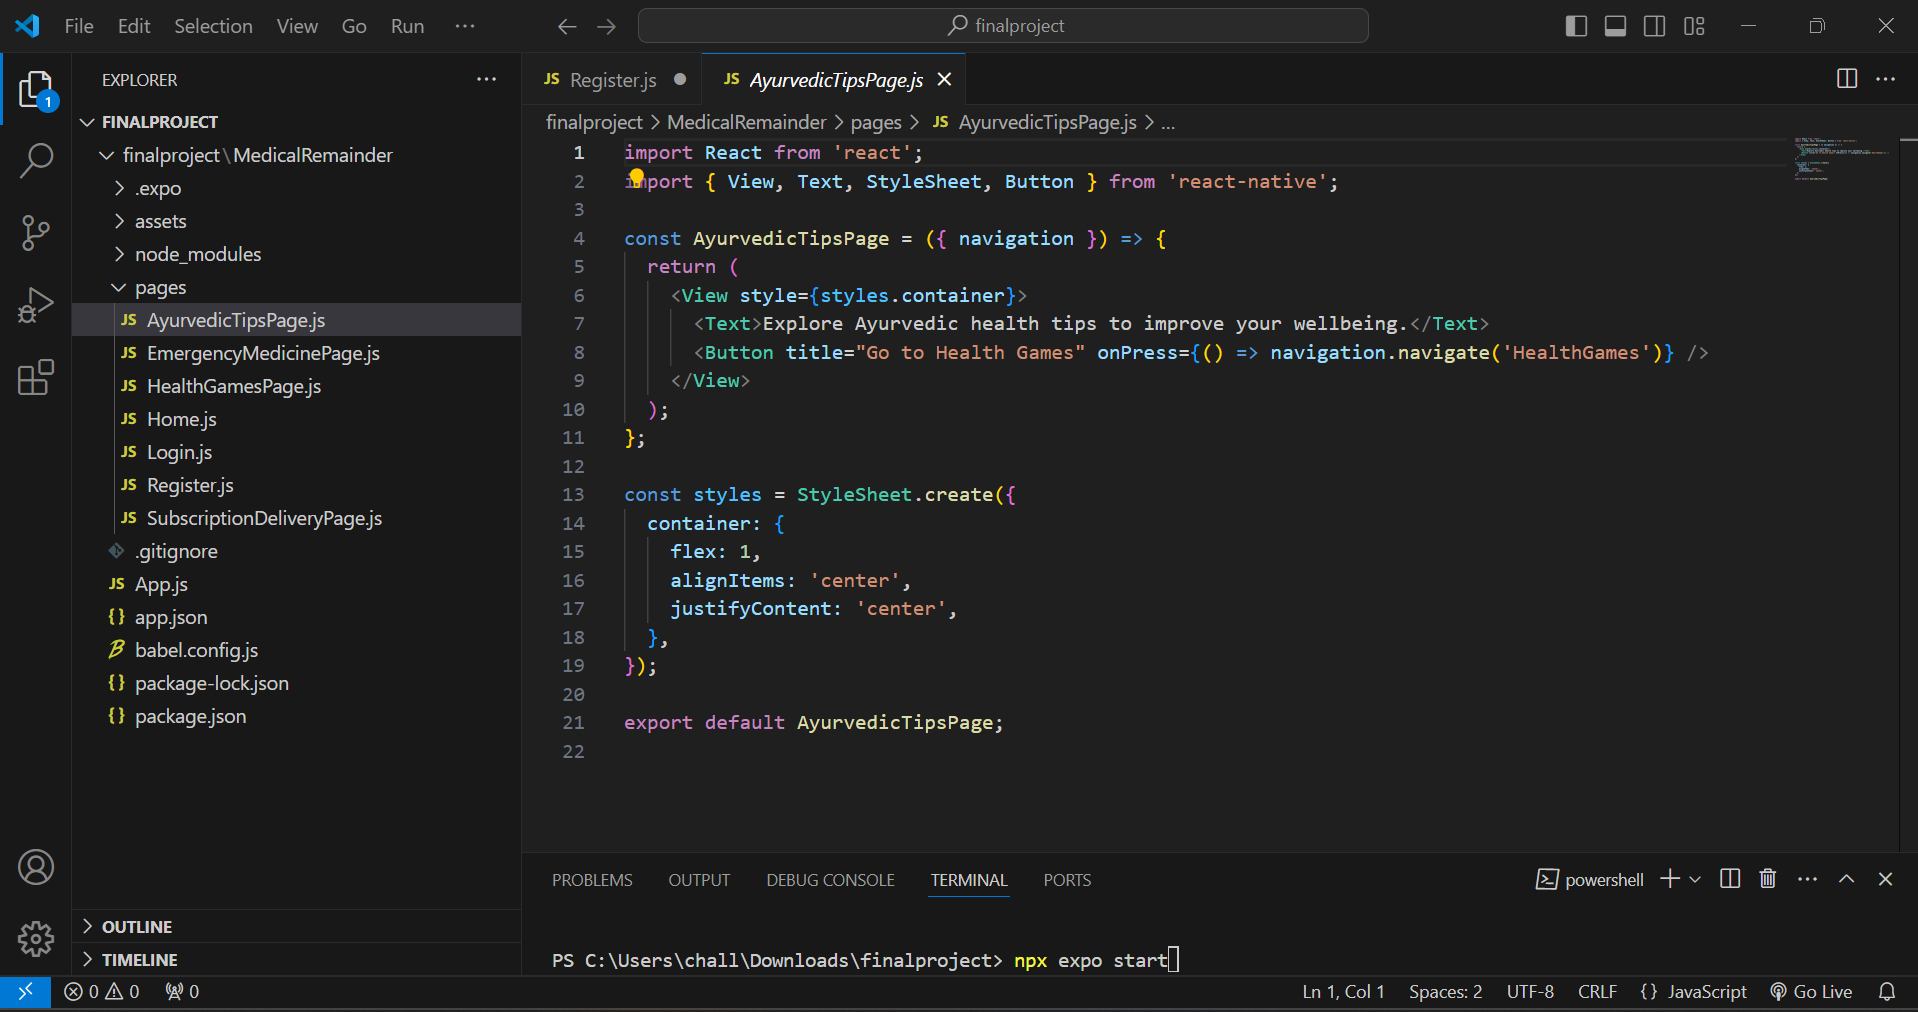 File Edit Selection View Go Run ··· finalproject
EXPLORER ···
FINALPROJECT
finalproject\MedicalRemainder
.expo
assets
node_modules
pages
JS AyurvedicTipsPage.js
JS EmergencyMedicinePage.js
JS HealthGamesPage.js
JS Home.js
JS Login.js
JS Register.js
JS SubscriptionDeliveryPage.js
.gitignore
JS App.js
{} app.json
babel.config.js
{} package-lock.json
{} package.json
OUTLINE
TIMELINE
1
JS Register.js ● JS AyurvedicTipsPage.js ×
finalproject > MedicalRemainder > pages > JS AyurvedicTipsPage.js > ...
1 import React from 'react';
2 import { View, Text, StyleSheet, Button } from 'react-native';
3
4 const AyurvedicTipsPage = ({ navigation }) => {
5 return (
6 <View style={styles.container}>
7 <Text>Explore Ayurvedic health tips to improve your wellbeing.</Text>
8 <Button title="Go to Health Games" onPress={() => navigation.navigate('HealthGames')} />
9 </View>
10 );
11 };
12
13 const styles = StyleSheet.create({
14 container: {
15 flex: 1,
16 alignItems: 'center',
17 justifyContent: 'center',
18 },
19 });
20
21 export default AyurvedicTipsPage;
22
PROBLEMS OUTPUT DEBUG CONSOLE TERMINAL PORTS powershell
PS C:\Users\chall\Downloads\finalproject> npx expo start
0 0 0 Ln 1, Col 1 Spaces: 2 UTF-8 CRLF {} JavaScript Go Live